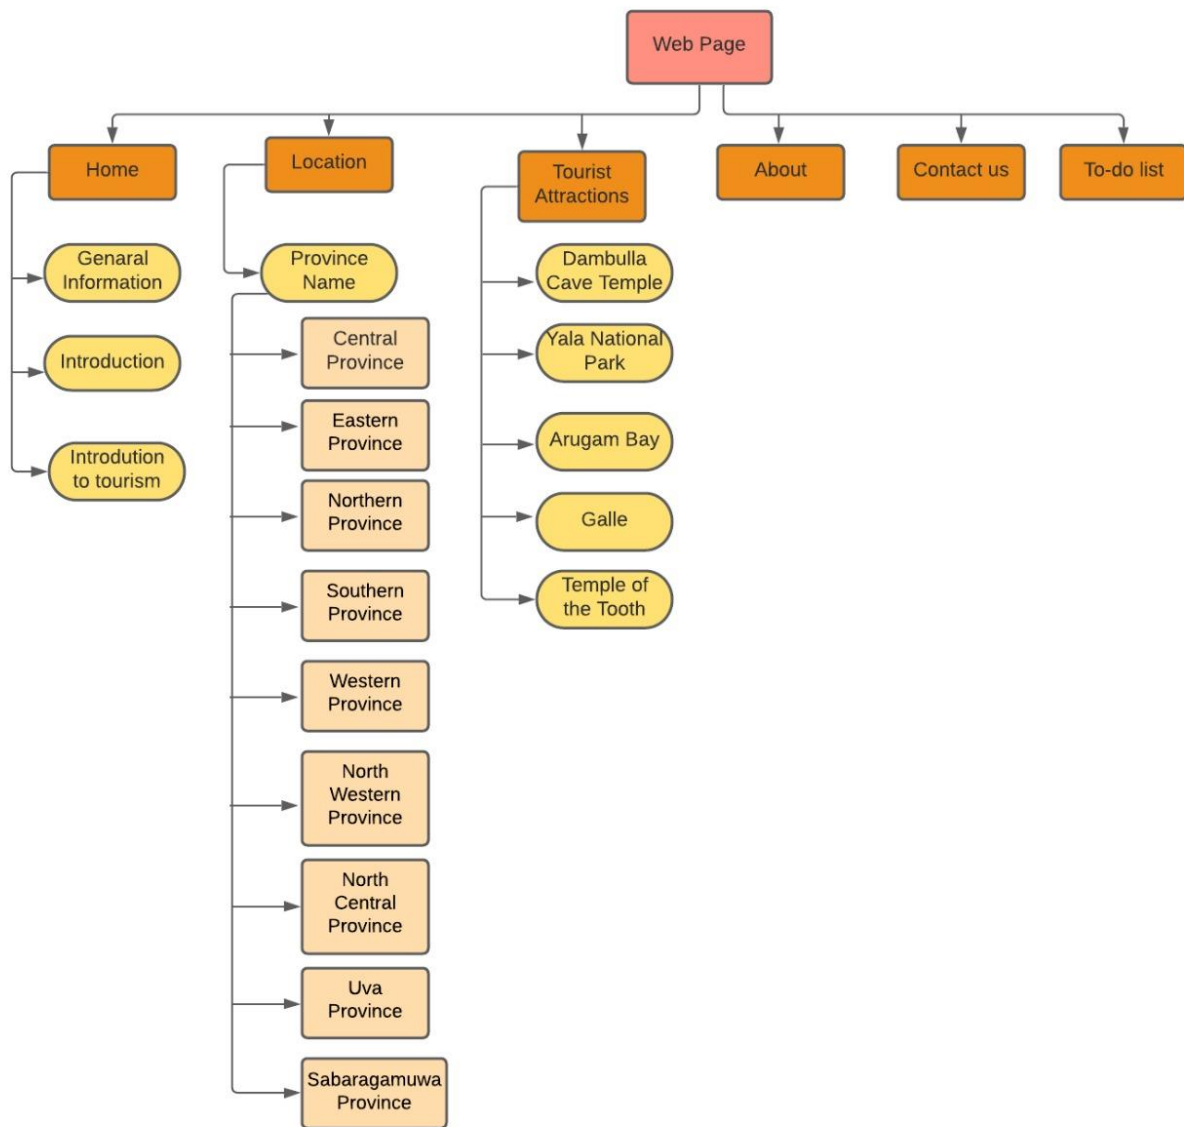 Web Page
Home
Location
Tourist
Attractions
About
Contact us
To-do list
Genaral
Information
Introduction
Introdution
to tourism
Province
Name
Central
Province
Eastern
Province
Northern
Province
Southern
Province
Western
Province
North
Western
Province
North
Central
Province
Uva
Province
Sabaragamuwa
Province
Dambulla
Cave Temple
Yala National
Park
Arugam Bay
Galle
Temple of
the Tooth